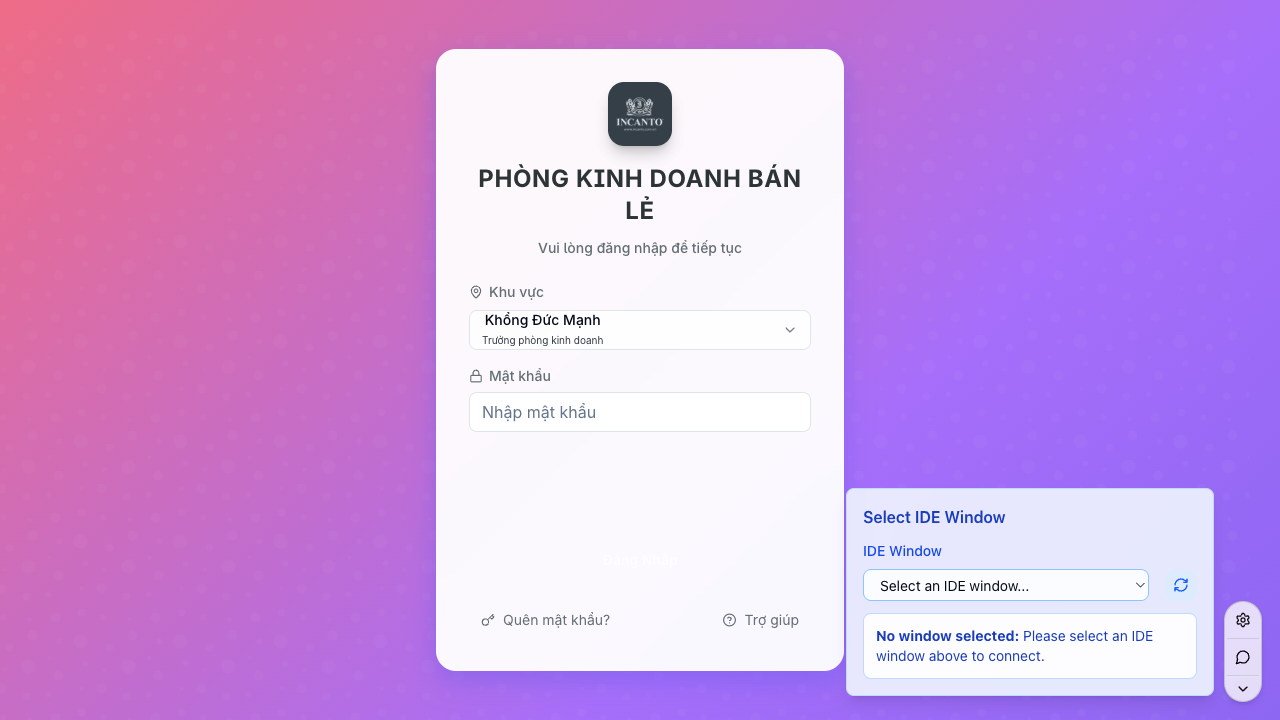 INCANTO
PHÒNG KINH DOANH BÁN
LẺ
Vui lòng đăng nhập để tiếp tục
Khu vực
Khổng Đức Mạnh
Trưởng phòng kinh doanh
Mật khẩu
Nhập mật khẩu
Quên mật khẩu?
Trợ giúp
Select IDE Window
IDE Window
Select an IDE window...
No window selected: Please select an IDE
window above to connect.